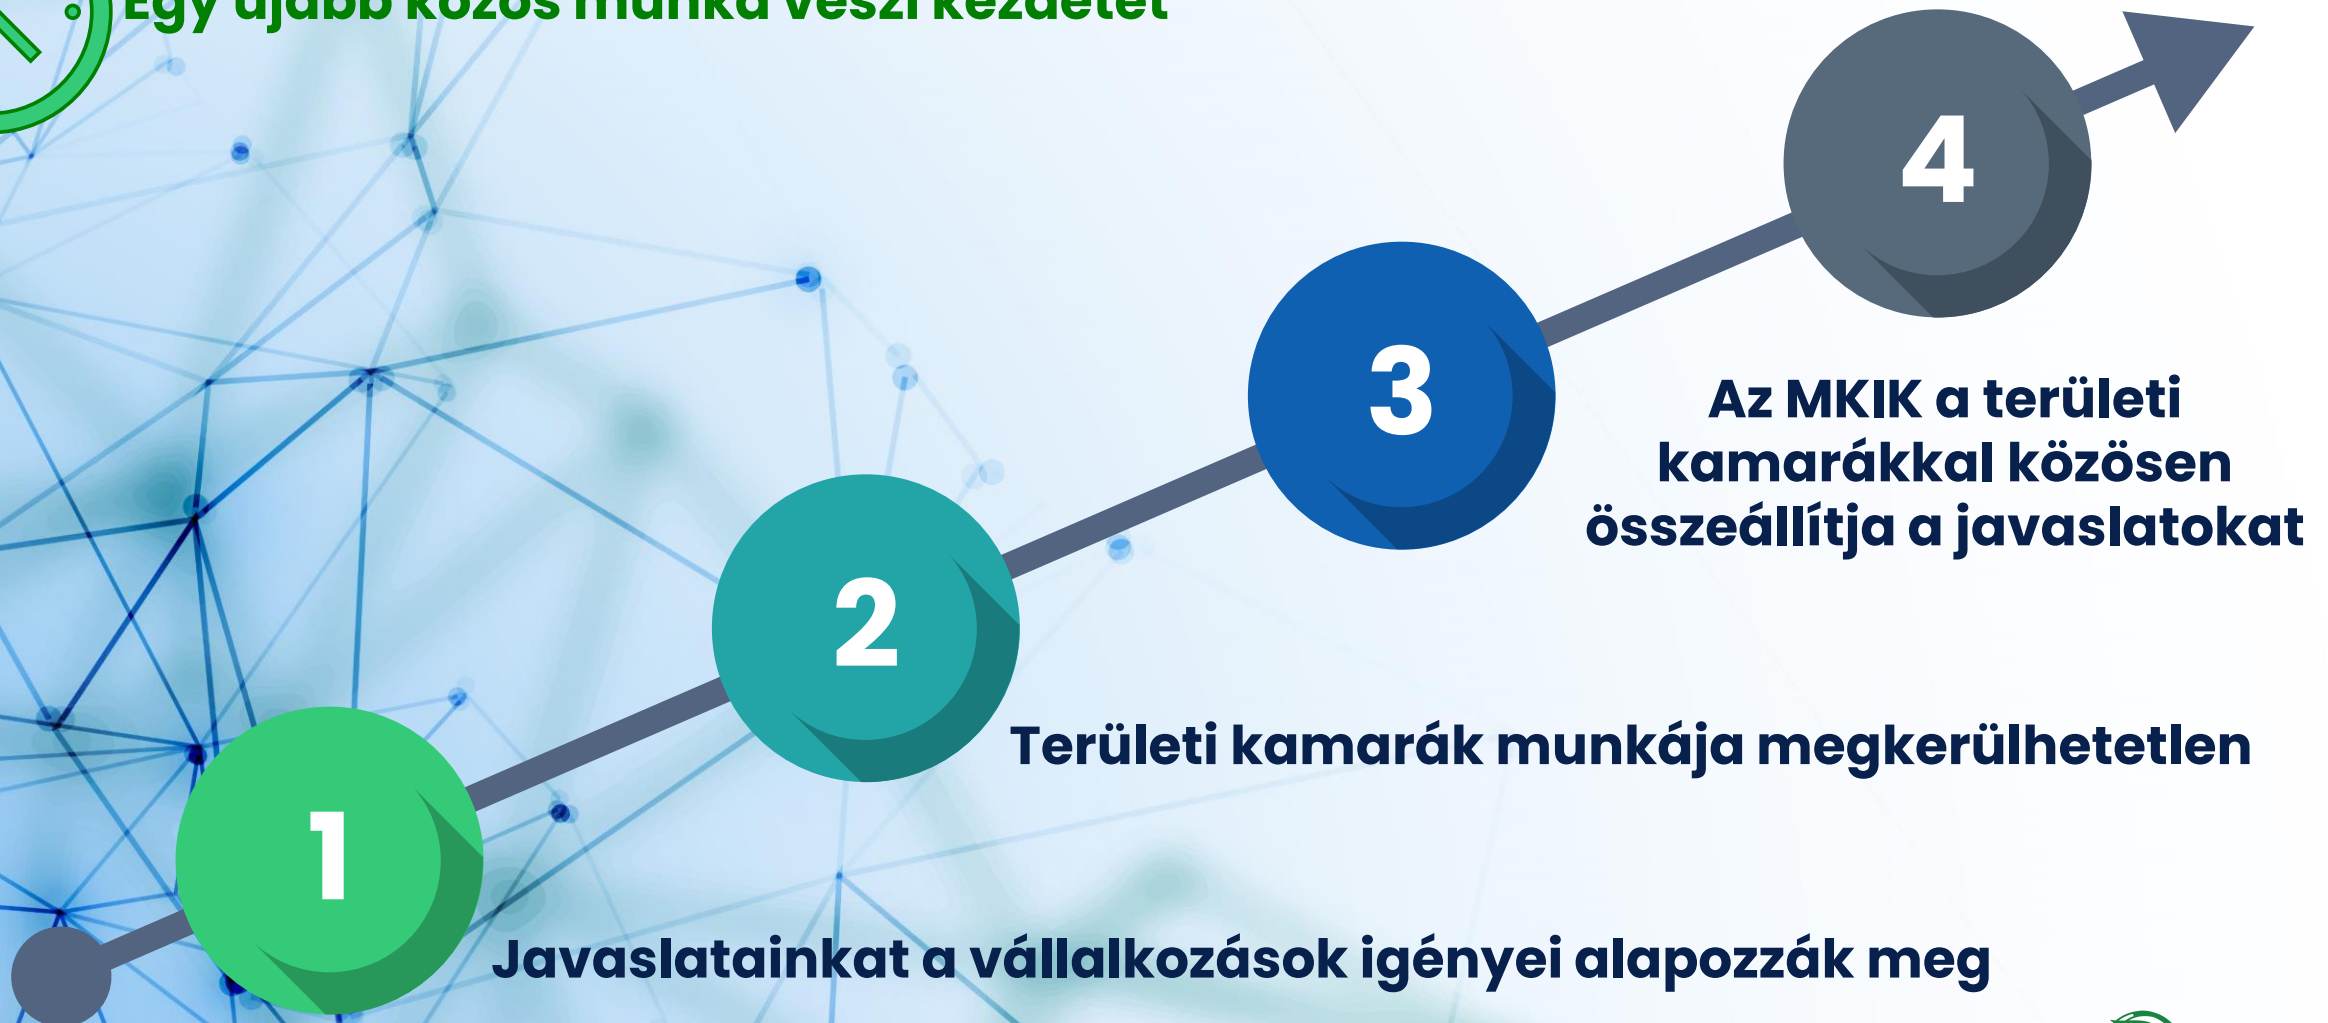 Egy újabb közös munka veszi kezdetét
4
3
Az MKIK a területi
kamarákkal közösen
összeállítja a javaslatokat
2
Területi kamarák munkája megkerülhetetlen
1
Javaslatainkat a vállalkozások igényei alapozzák meg